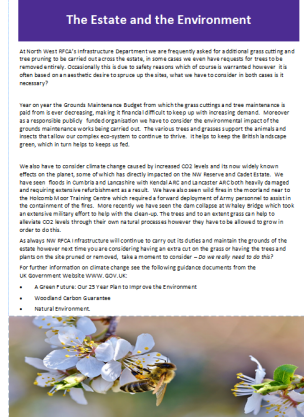 The Estate and the Environment
At North West RFCA's Infrastructure Department we are frequently asked for additional grass cutting and
tree pruning to be carried out across the estate, in some cases we even have requests for trees to be
removed entirely. Occasionally this is due to safety reasons which of course is warranted however it is
often based on an aesthetic desire to spruce up the sites, what we have to consider in both cases is it
necessary?
Year on year the Grounds Maintenance Budget from which the grass cuttings and tree maintenance is
paid from is ever decreasing, making it financial difficult to keep up with increasing demand. Moreover
as a responsible publicly funded organisation we have to consider the environmental impact of the
grounds maintenance works being carried out. The various trees and grasses support the animals and
insects that allow our complex eco-system to continue to thrive. It helps to keep the British landscape
green, which in turn helps to keeps us fed.
We also have to consider climate change caused by increased CO2 levels and its now widely known
effects on the planet, some of which has directly impacted on the NW Reserve and Cadet Estate. We
have seen floods in Cumbria and Lancashire with Kendal ARC and Lancaster ARC both heavily damaged
and requiring extensive refurbishment as a result. We have also seen wild fires in the moorland near to
the Holcomb Moor Training Centre which required a forward deployment of Army personnel to assist in
the containment of the fires. More recently we have seen the dam collapse at Whaley Bridge which took
an extensive military effort to help with the clean-up. The trees and to an extent grass can help to
alleviate CO2 levels through their own natural processes however they have to be allowed to grow in
order to do this.
As always NW RFCA Infrastructure will continue to carry out its duties and maintain the grounds of the
estate however next time you are considering having an extra cut on the grass or having the trees and
plants on the site pruned or removed, take a moment to consider – Do we really need to do this?
For further information on climate change see the following guidance documents from the
UK Government Website WWW. GOV.UK:
• A Green Future: Our 25 Year Plan to Improve the Environment
• Woodland Carbon Guarantee
• Natural Environment.